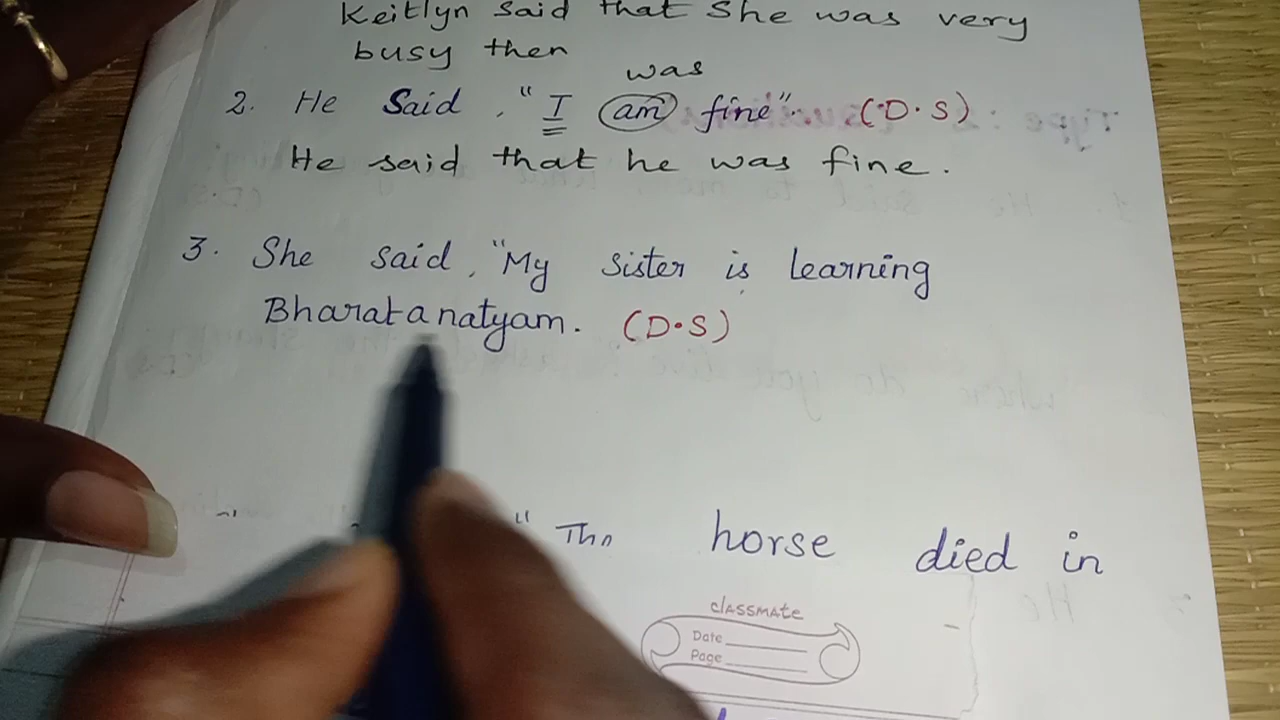 Keitlyn said that she was very
busy then
was
2. He Said, "I am fine". (D.S)
He said that he was fine.
3. She said, "My sister is learning
Bharatanatyam. (D.S)
" The horse died in
classmate
Date
Page